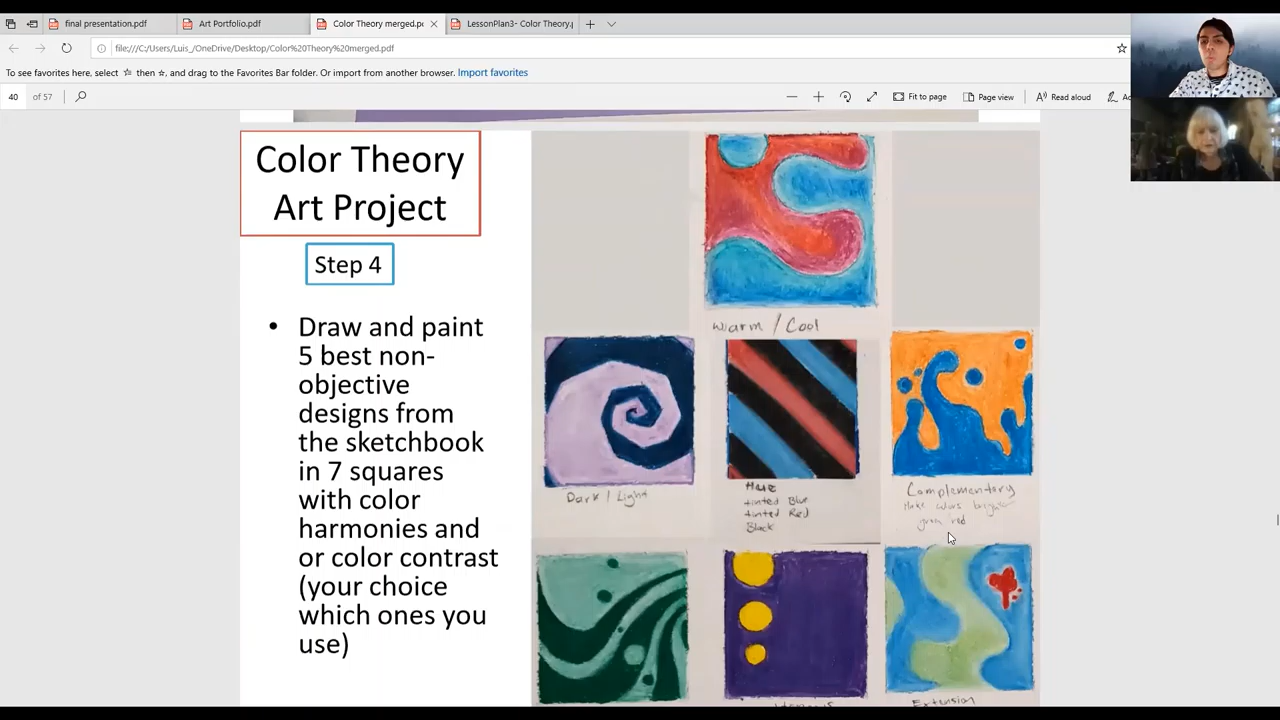 final presentation.pdf
Art Portfolio.pdf
Color Theory merged.p
LessonPlan3- Color Theory.p
file:///C:/Users/Luis_/OneDrive/Desktop/Color%20Theory%20merged.pdf
To see favorites here, select then, and drag to the Favorites Bar folder. Or import from another browser. Import favorites
40 of 57
Fit to page
Page view
Read aloud
Color Theory
Art Project
Step 4
• Draw and paint
5 best non-
objective
designs from
the sketchbook
in 7 squares
with color
harmonies and
or color contrast
(your choice
which ones you
use)
Warm / Cool
Dark / Light
Hue
tinted Blue
tinted Red
Black
Complementary
Make colors bright
green red
Extension